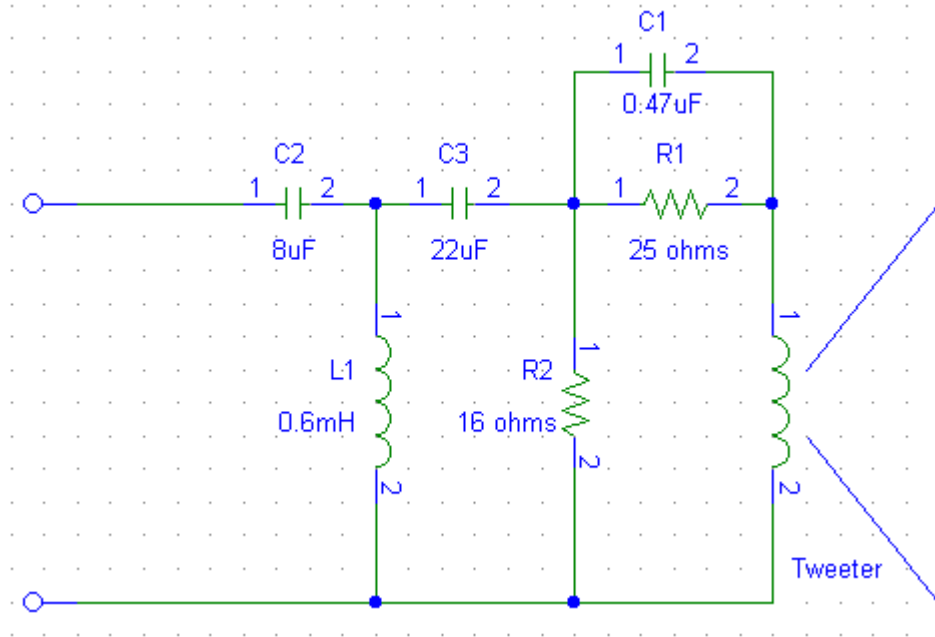 C1
1 2
0.47uF
C2 C3 R1
1 2 1 2 1 2
8uF 22uF 25 ohms
1 1
1
L1 R2
0.6mH 16 ohms
2
2 2
Tweeter